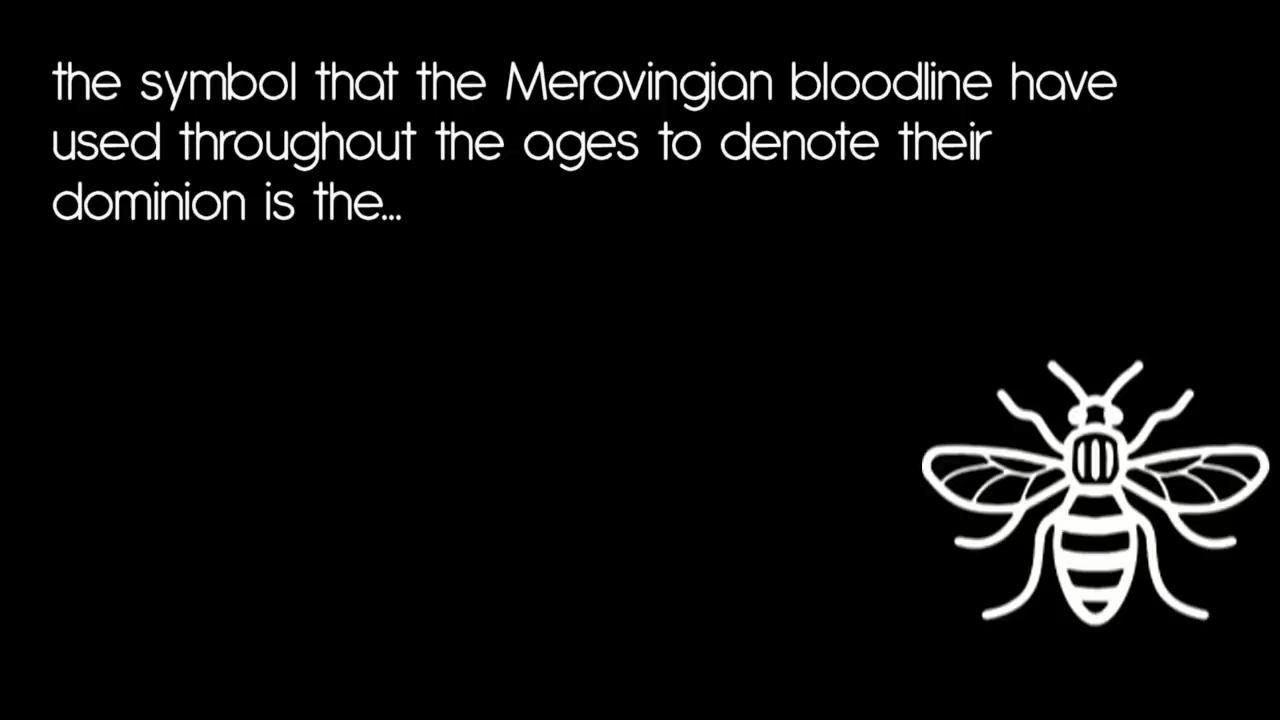 the symbol that the Merovingian bloodline have
used throughout the ages to denote their
dominion is the...